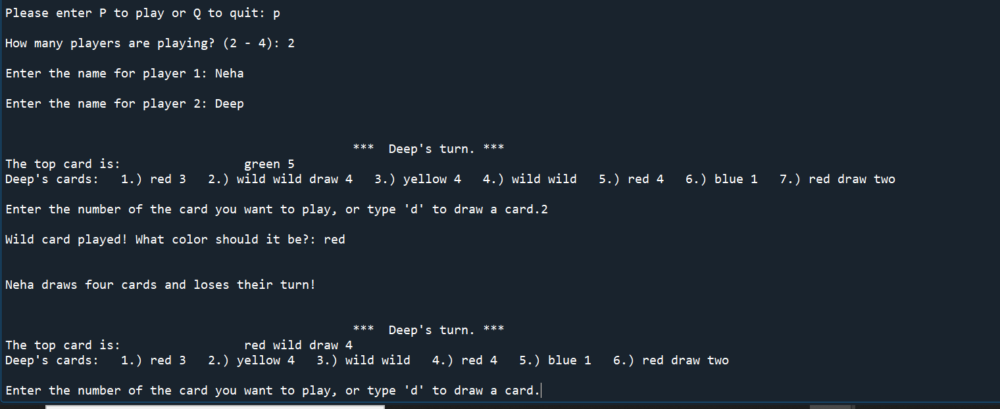 Please enter P to play or Q to quit: p
How many players are playing? (2 - 4): 2
Enter the name for player 1: Neha
Enter the name for player 2: Deep
*** Deep's turn. ***
The top card is: green 5
Deep's cards: 1.) red 3 2.) wild wild draw 4 3.) yellow 4 4.) wild wild 5.) red 4 6.) blue 1 7.) red draw two
Enter the number of the card you want to play, or type 'd' to draw a card.2
Wild card played! What color should it be?: red
Neha draws four cards and loses their turn!
*** Deep's turn. ***
The top card is: red wild draw 4
Deep's cards: 1.) red 3 2.) yellow 4 3.) wild wild 4.) red 4 5.) blue 1 6.) red draw two
Enter the number of the card you want to play, or type 'd' to draw a card.